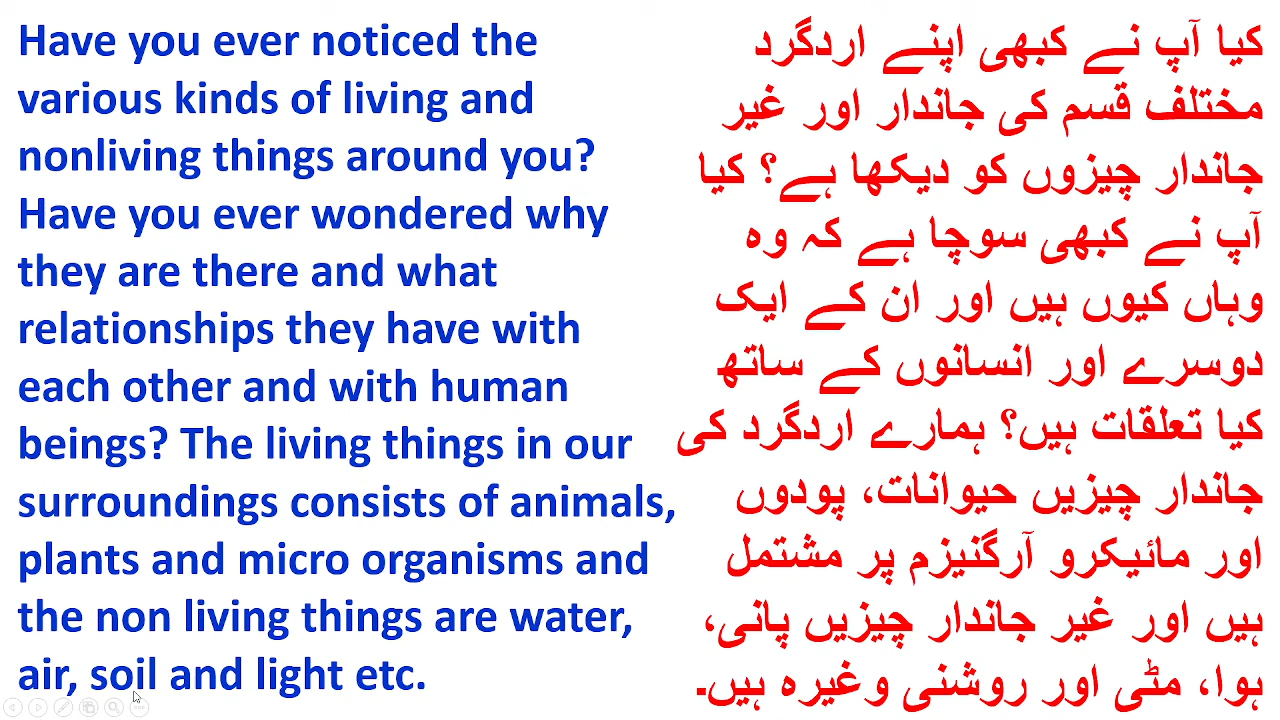 Have you ever noticed the
various kinds of living and
nonliving things around you?
Have you ever wondered why
they are there and what
relationships they have with
each other and with human
beings? The living things in our
surroundings consists of animals,
plants and micro organisms and
the non living things are water,
air, soil and light etc.
کیا آپ نے کبھی اپنے اردگرد
مختلف قسم کی جاندار اور غیر
جاندار چیزوں کو دیکھا ہے؟ کیا
آپ نے کبھی سوچا ہے کہ وہ
وہاں کیوں ہیں اور ان کے ایک
دوسرے اور انسانوں کے ساتھ
کیا تعلقات ہیں؟ ہمارے اردگرد کی
جاندار چیزیں حیوانات، پودوں
اور مائیکرو آرگنیزم پر مشتمل
ہیں اور غیر جاندار چیزیں پانی،
ہوا، مٹی اور روشنی وغیرہ ہیں۔